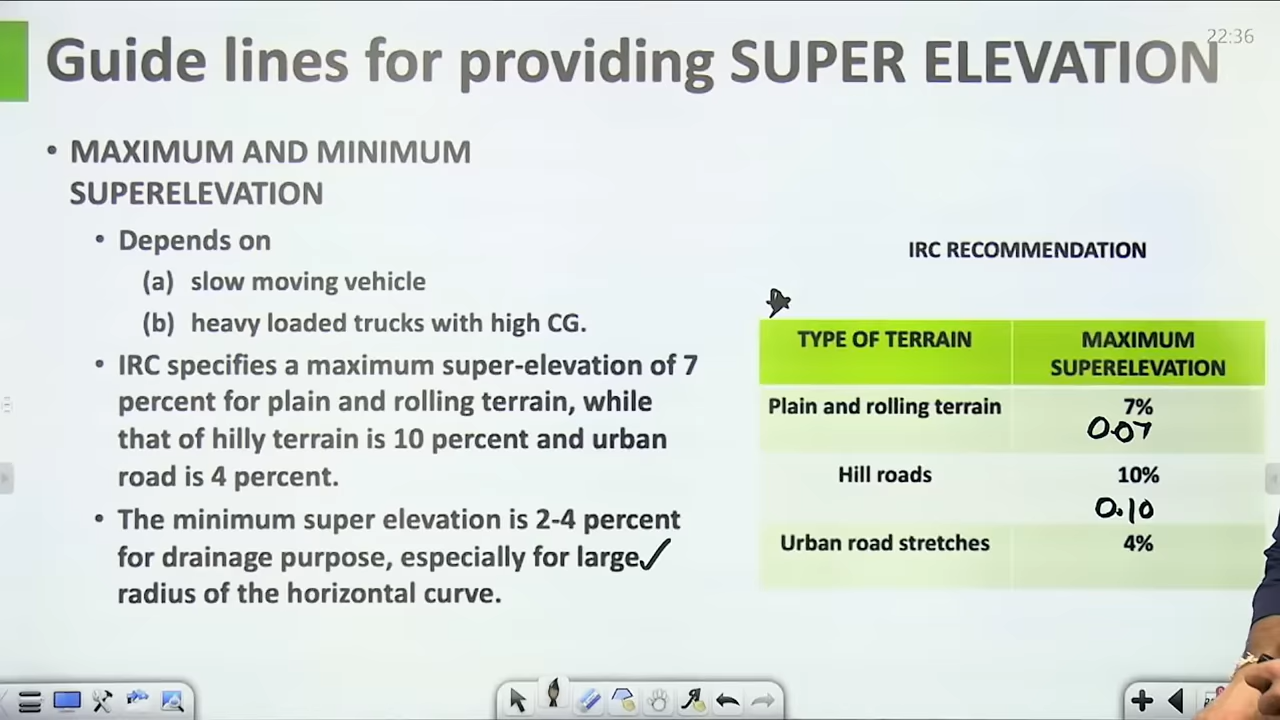 22:36
Guide lines for providing SUPER ELEVATION
• MAXIMUM AND MINIMUM
SUPERELEVATION
• Depends on
(a) slow moving vehicle
(b) heavy loaded trucks with high CG.
• IRC specifies a maximum super-elevation of 7
percent for plain and rolling terrain, while
that of hilly terrain is 10 percent and urban
road is 4 percent.
• The minimum super elevation is 2-4 percent
for drainage purpose, especially for large
radius of the horizontal curve.
IRC RECOMMENDATION
TYPE OF TERRAIN MAXIMUM
SUPERELEVATION
Plain and rolling terrain 7%
0.07
Hill roads 10%
0.10
Urban road stretches 4%